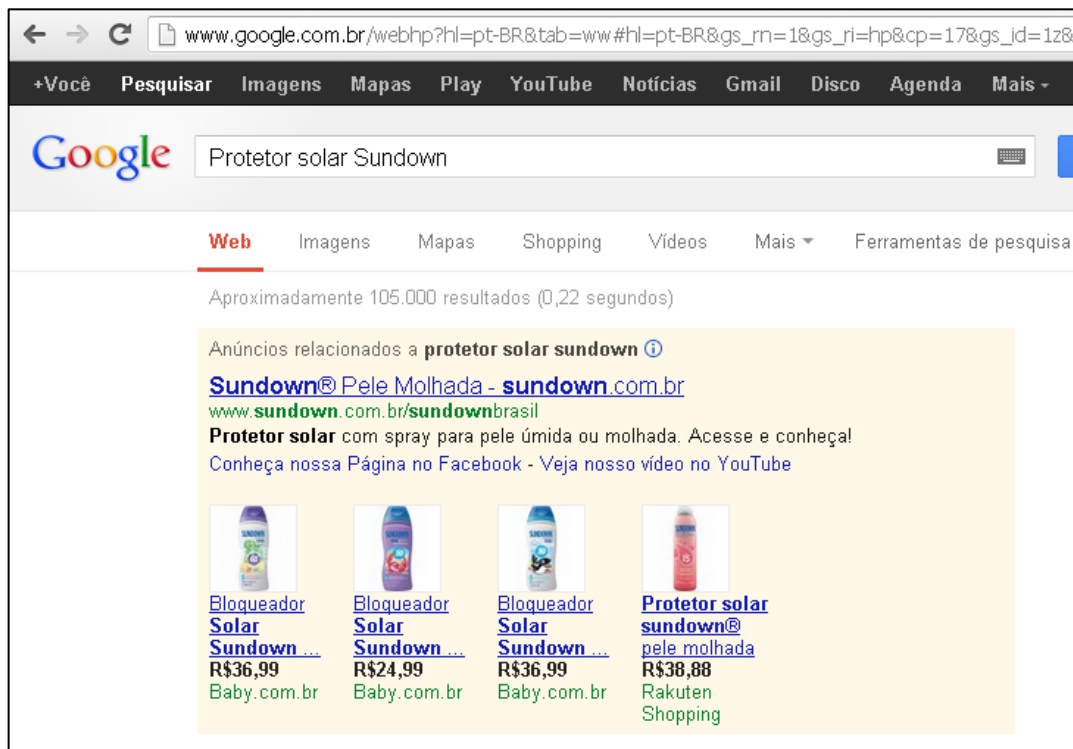 www.google.com.br/webhp?hl=pt-BR&tab=ww#hl=pt-BR&gs_rn=1&gs_ri=hp&cp=17&gs_id=1z&
+Você Pesquisar Imagens Mapas Play YouTube Notícias Gmail Disco Agenda Mais
Google Protetor solar Sundown
Web Imagens Mapas Shopping Vídeos Mais Ferramentas de pesquisa
Aproximadamente 105.000 resultados (0,22 segundos)
Anúncios relacionados a protetor solar sundown
Sundown® Pele Molhada - sundown.com.br
www.sundown.com.br/sundownbrasil
Protetor solar com spray para pele úmida ou molhada. Acesse e conheça!
Conheça nossa Página no Facebook - Veja nosso vídeo no YouTube
SUNDOWN SUNDOWN SUNDOWN SUNDOWN
Bloqueador Bloqueador Bloqueador Protetor solar
Solar Solar Solar sundown®
Sundown ... Sundown ... Sundown ... pele molhada
R$36,99 R$24,99 R$36,99 R$38,88
Baby.com.br Baby.com.br Baby.com.br Rakuten
Shopping